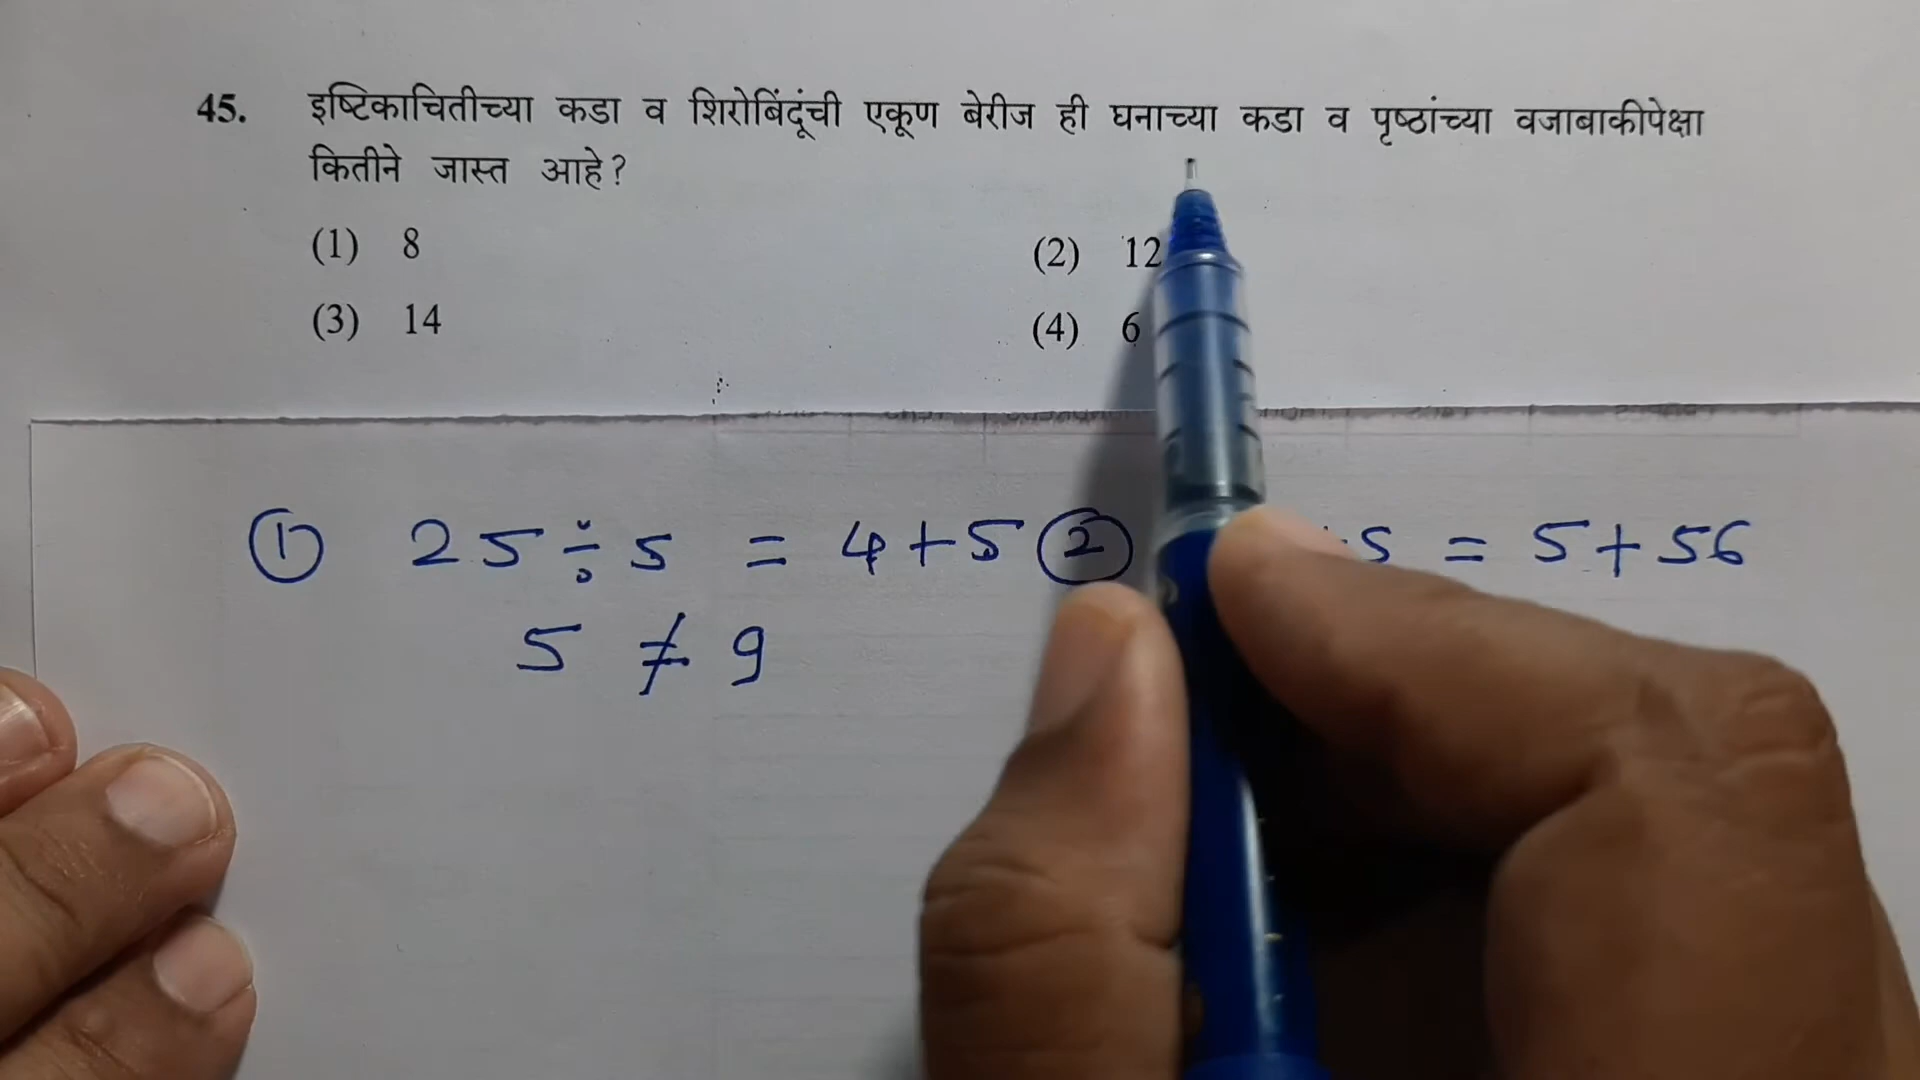 45. इष्टिकाचितीच्या कडा व शिरोबिंदूंची एकूण बेरीज ही घनाच्या कडा व पृष्ठांच्या वजाबाकीपेक्षा
कितीने जास्त आहे?
(1) 8 (2) 12
(3) 14 (4) 6
① 25 ÷ 5 = 4 + 5 ② 5 = 5 + 56
5 ≠ 9